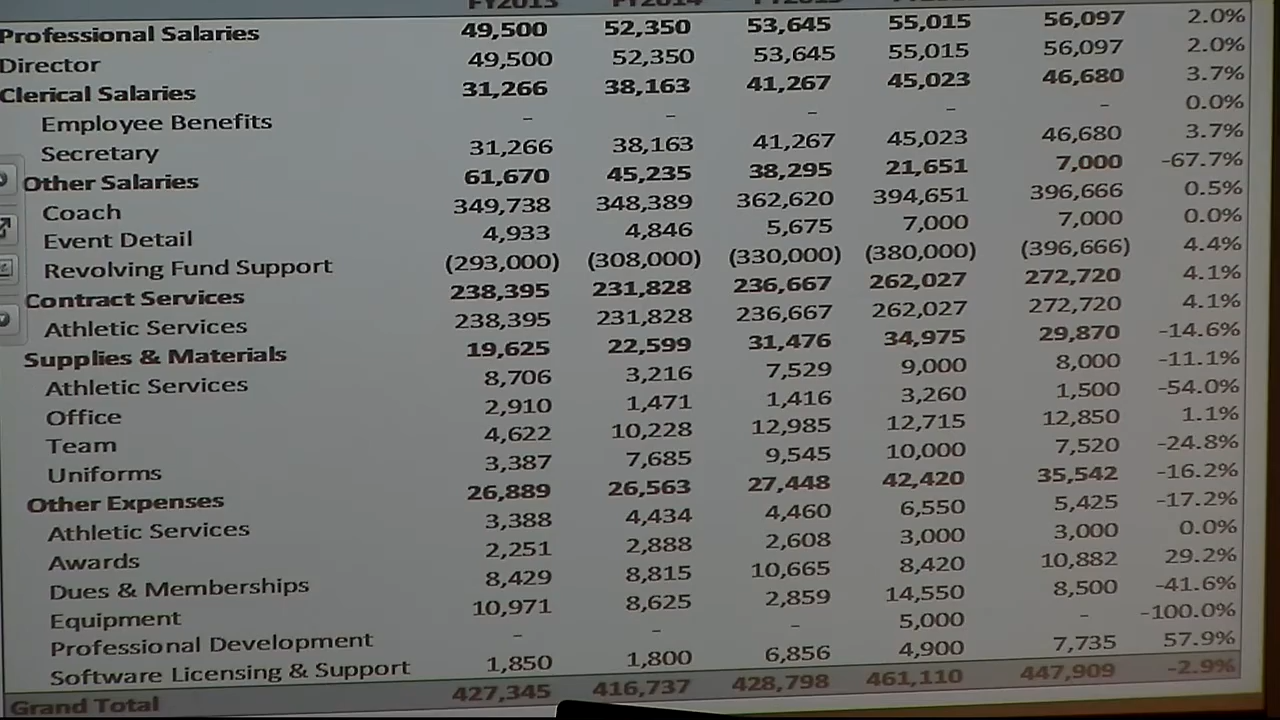 FY2013 FY2014
Professional Salaries 49,500 52,350 53,645 55,015 56,097 2.0%
Director 49,500 52,350 53,645 55,015 56,097 2.0%
Clerical Salaries 31,266 38,163 41,267 45,023 46,680 3.7%
Employee Benefits - - - - - 0.0%
Secretary 31,266 38,163 41,267 45,023 46,680 3.7%
Other Salaries 61,670 45,235 38,295 21,651 7,000 -67.7%
Coach 349,738 348,389 362,620 394,651 396,666 0.5%
Event Detail 4,933 4,846 5,675 7,000 7,000 0.0%
Revolving Fund Support (293,000) (308,000) (330,000) (380,000) (396,666) 4.4%
Contract Services 238,395 231,828 236,667 262,027 272,720 4.1%
Athletic Services 238,395 231,828 236,667 262,027 272,720 4.1%
Supplies & Materials 19,625 22,599 31,476 34,975 29,870 -14.6%
Athletic Services 8,706 3,216 7,529 9,000 8,000 -11.1%
Office 2,910 1,471 1,416 3,260 1,500 -54.0%
Team 4,622 10,228 12,985 12,715 12,850 1.1%
Uniforms 3,387 7,685 9,545 10,000 7,520 -24.8%
Other Expenses 26,889 26,563 27,448 42,420 35,542 -16.2%
Athletic Services 3,388 4,434 4,460 6,550 5,425 -17.2%
Awards 2,251 2,888 2,608 3,000 3,000 0.0%
Dues & Memberships 8,429 8,815 10,665 8,420 10,882 29.2%
Equipment 10,971 8,625 2,859 14,550 8,500 -41.6%
Professional Development - - - 5,000 - -100.0%
Software Licensing & Support 1,850 1,800 6,856 4,900 7,735 57.9%
Grand Total 427,345 416,737 428,798 461,110 447,909 -2.9%